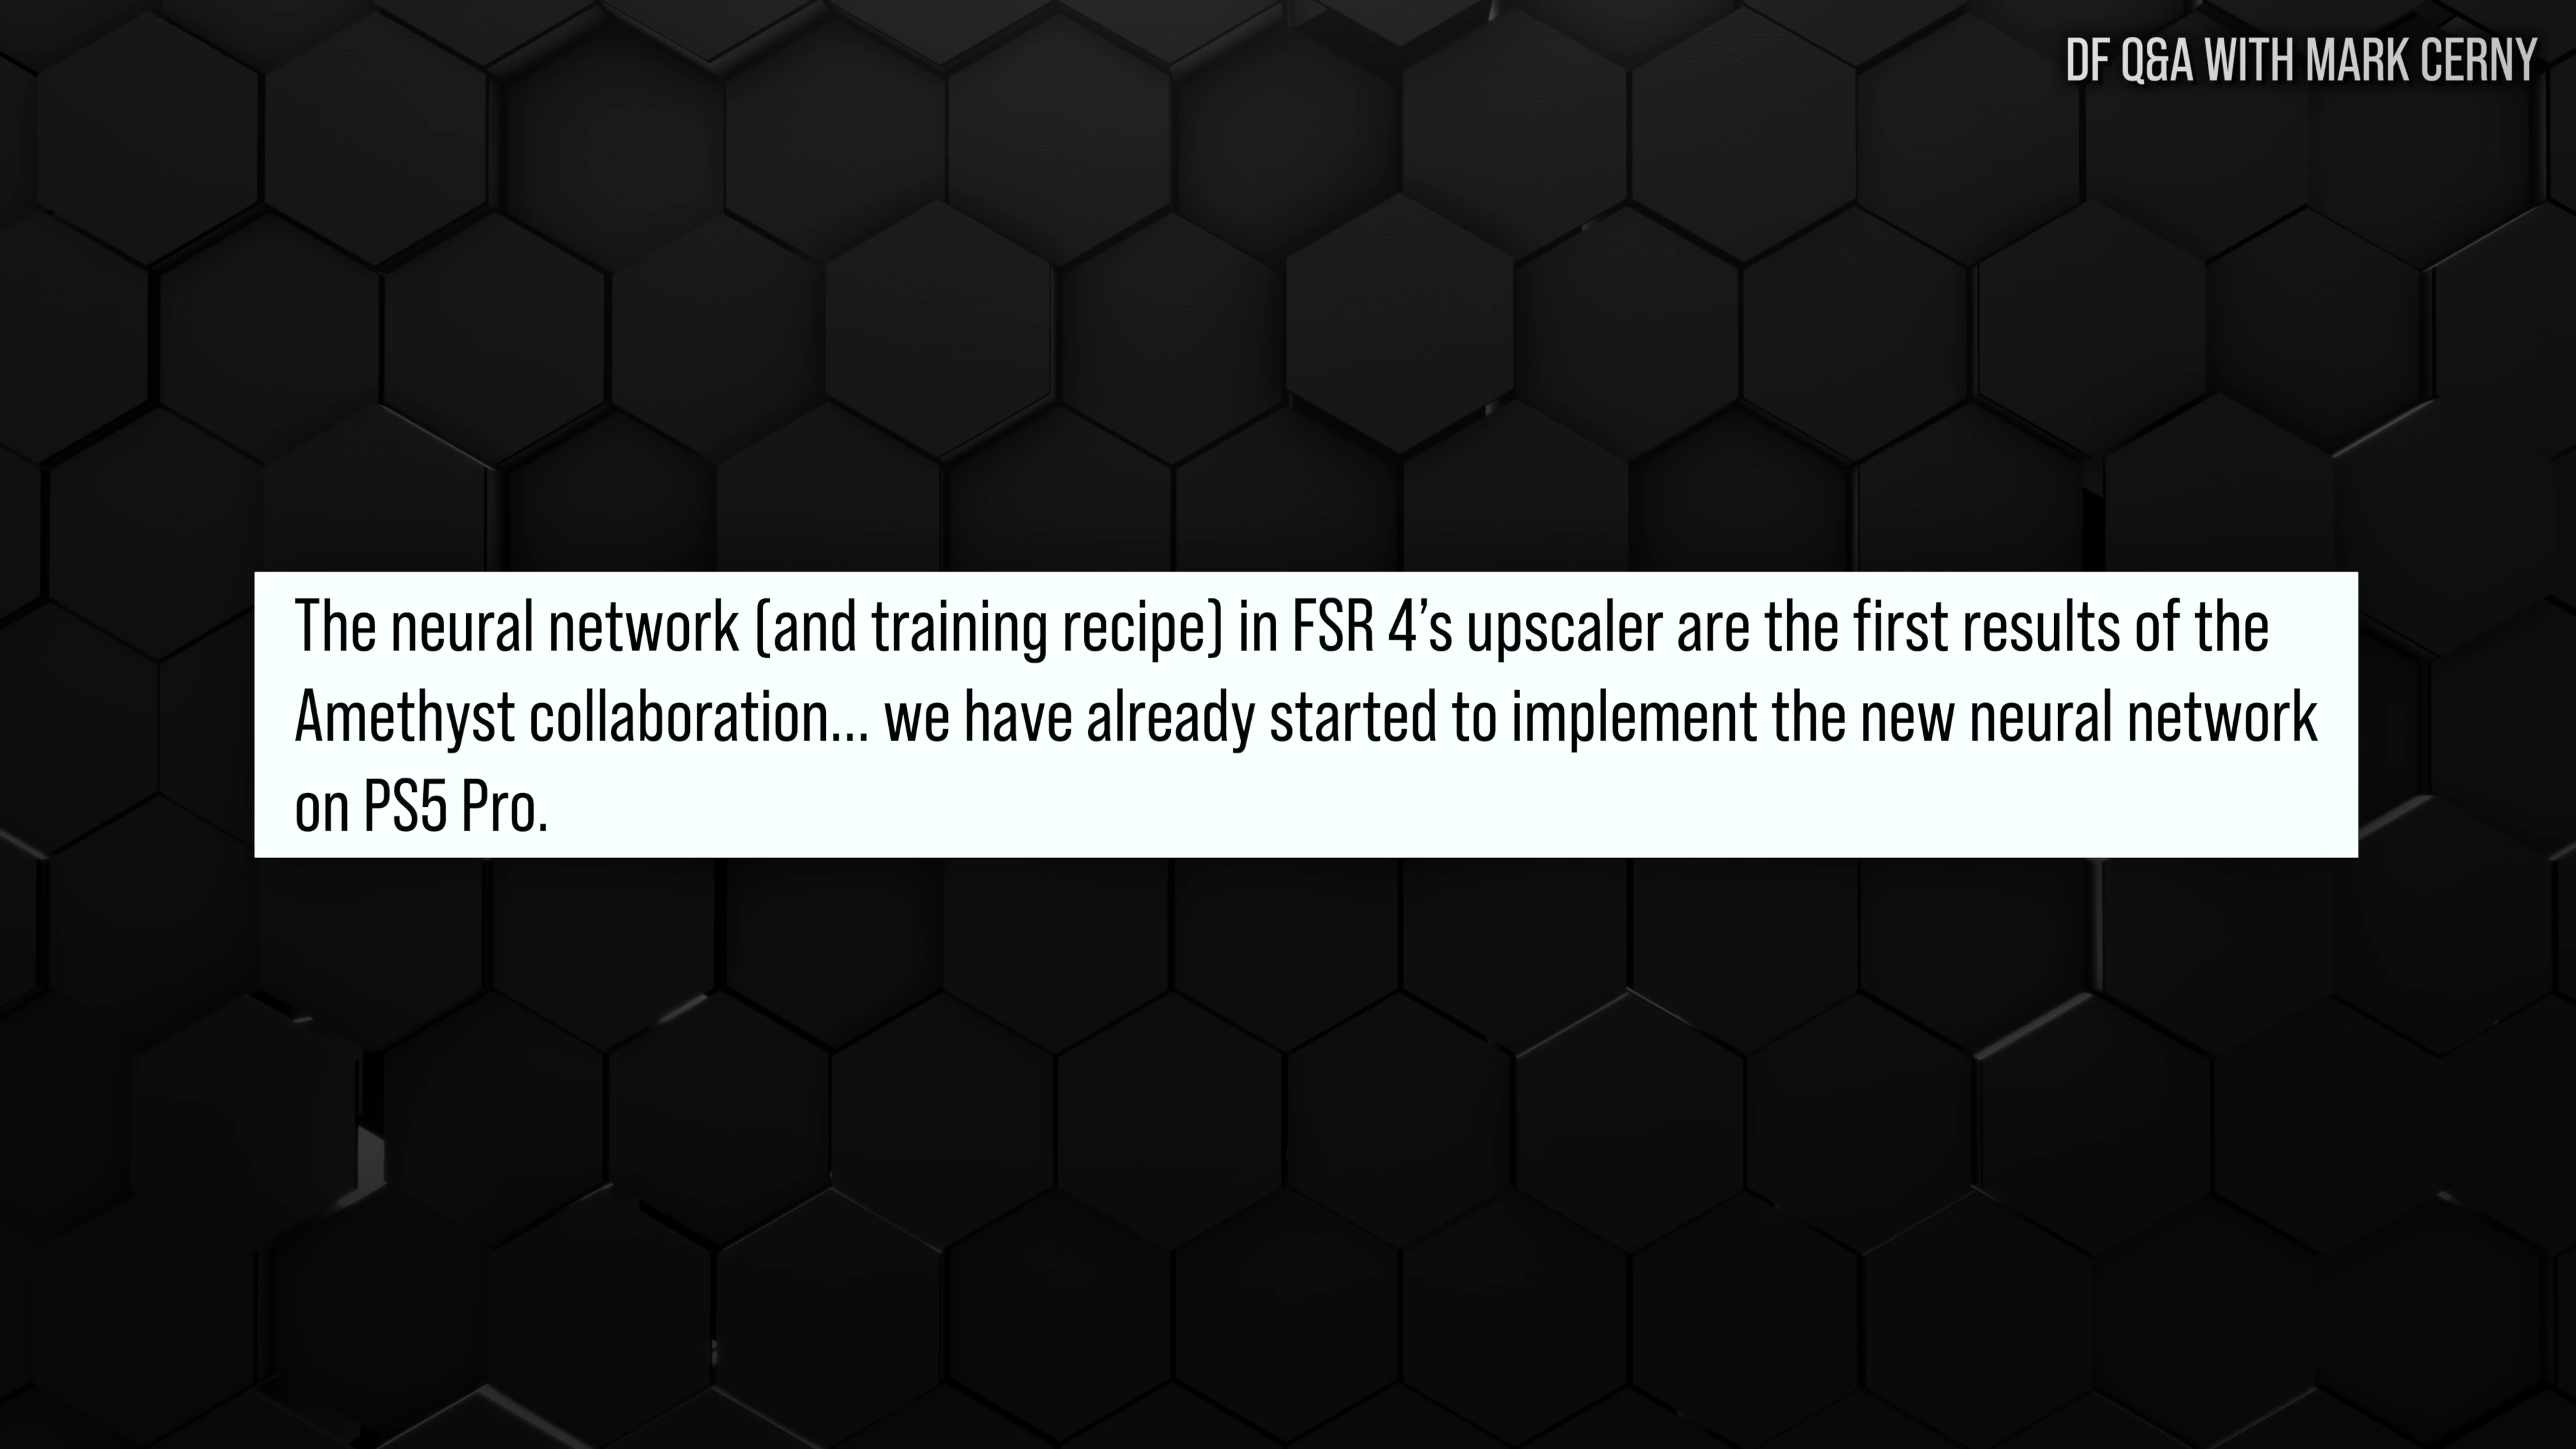 DF Q&A WITH MARK CERNY
The neural network (and training recipe) in FSR 4’s upscaler are the first results of the
Amethyst collaboration... we have already started to implement the new neural network
on PS5 Pro.